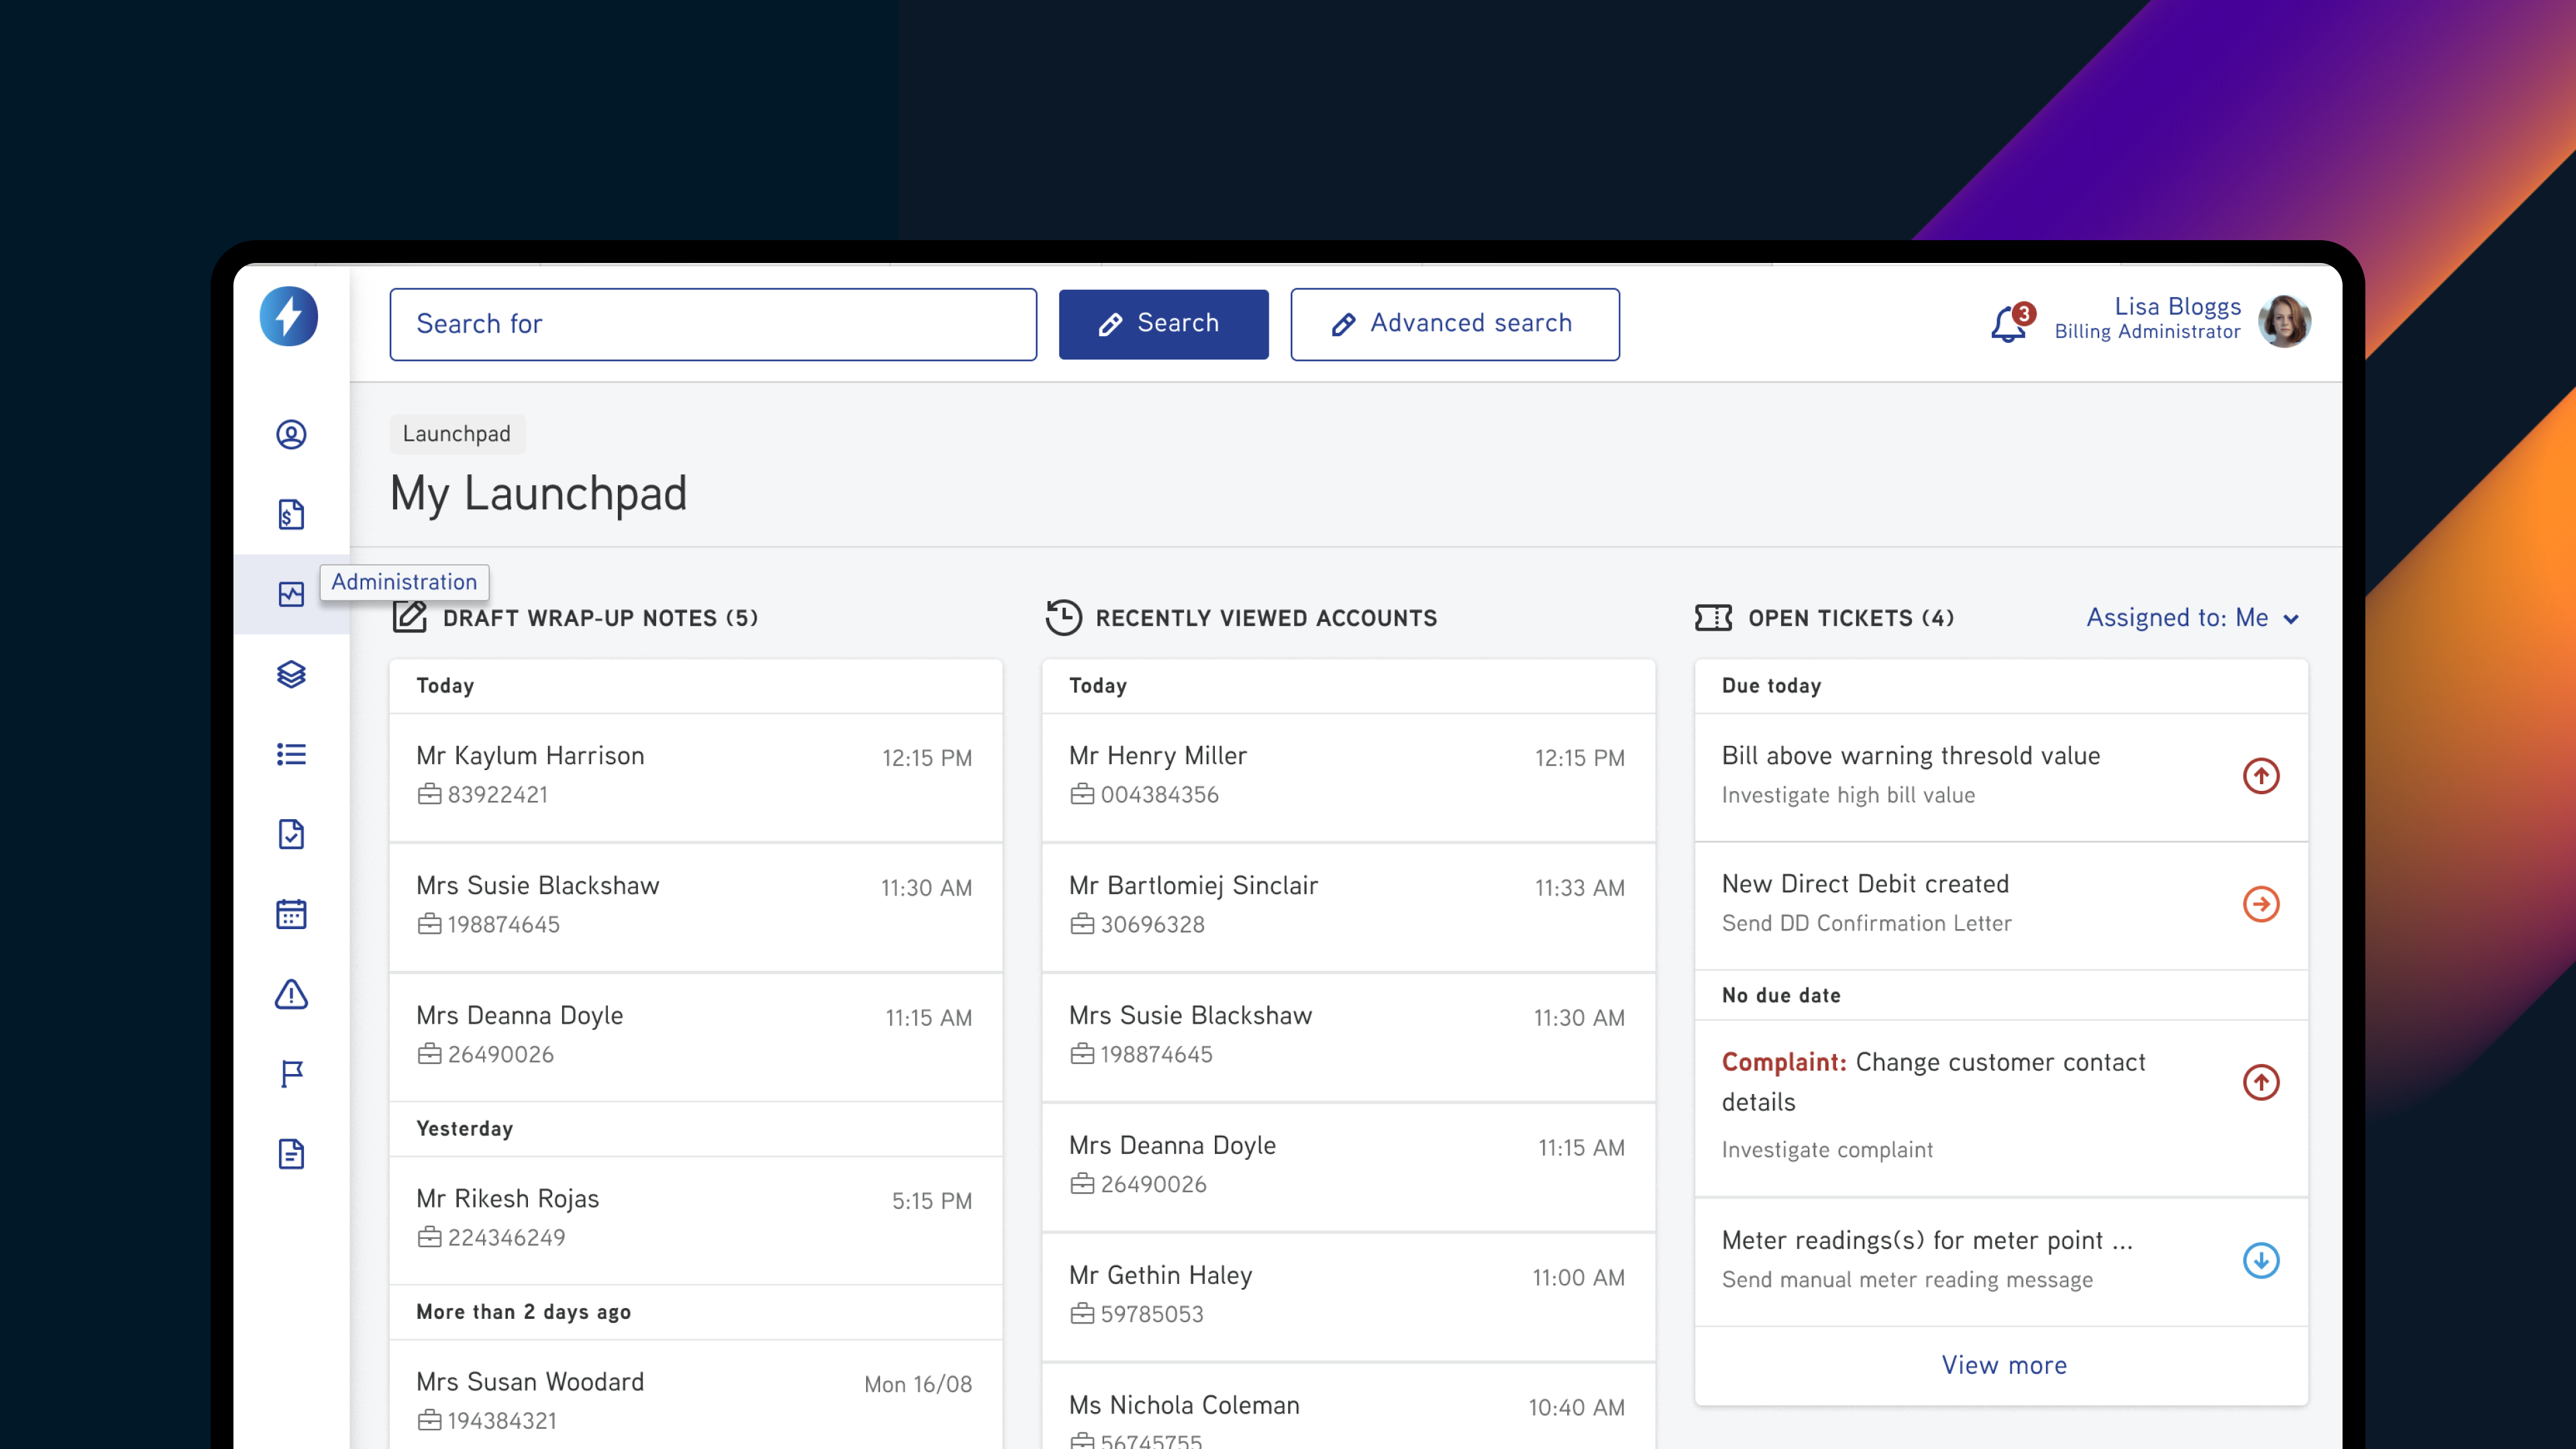 Search for
Search
Advanced search
3
Lisa Bloggs
Billing Administrator
Launchpad
My Launchpad
Administration
DRAFT WRAP-UP NOTES (5)
Today
Mr Kaylum Harrison
12:15 PM
83922421
Mrs Susie Blackshaw
11:30 AM
198874645
Mrs Deanna Doyle
11:15 AM
26490026
Yesterday
Mr Rikesh Rojas
5:15 PM
224346249
More than 2 days ago
Mrs Susan Woodard
Mon 16/08
194384321
RECENTLY VIEWED ACCOUNTS
Today
Mr Henry Miller
12:15 PM
004384356
Mr Bartlomiej Sinclair
11:33 AM
30696328
Mrs Susie Blackshaw
11:30 AM
198874645
Mrs Deanna Doyle
11:15 AM
26490026
Mr Gethin Haley
11:00 AM
59785053
Ms Nichola Coleman
10:40 AM
56745755
OPEN TICKETS (4)
Assigned to: Me
Due today
Bill above warning thresold value
Investigate high bill value
New Direct Debit created
Send DD Confirmation Letter
No due date
Complaint: Change customer contact
details
Investigate complaint
Meter readings(s) for meter point ...
Send manual meter reading message
View more